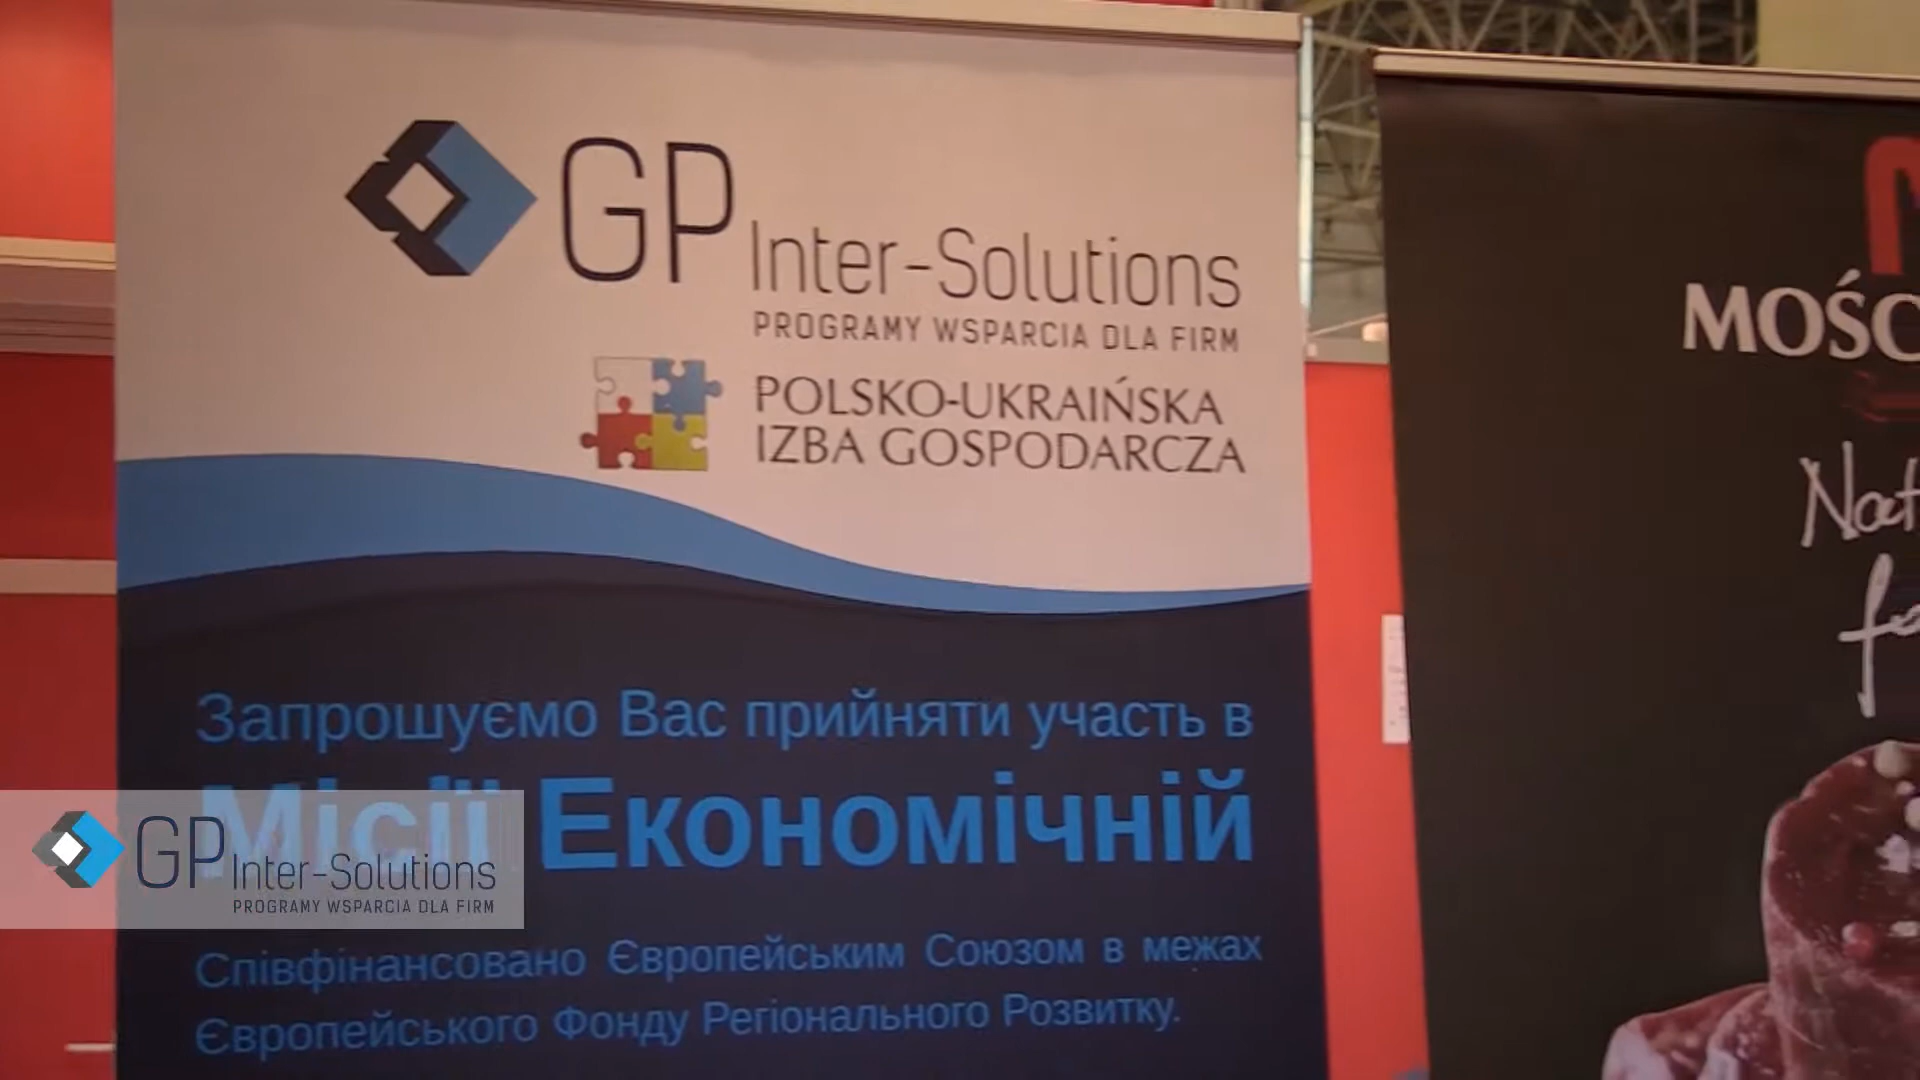 GP Inter-Solutions
PROGRAMY WSPARCIA DLA FIRM
POLSKO-UKRAIŃSKA
IZBA GOSPODARCZA
Запрошуємо Вас прийняти участь в
Місії Економічній
Співфінансовано Європейським Союзом в межах
Європейського Фонду Регіонального Розвитку.
GP Inter-Solutions
PROGRAMY WSPARCIA DLA FIRM